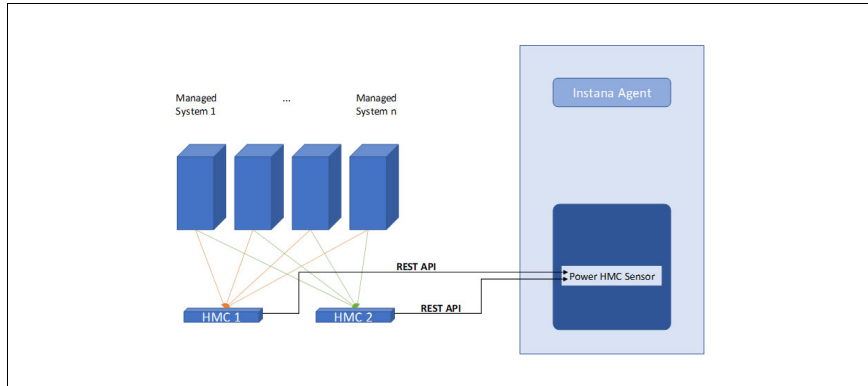 Managed
System 1
...
Managed
System n
Instana Agent
REST API
Power HMC Sensor
HMC 1
HMC 2
REST API